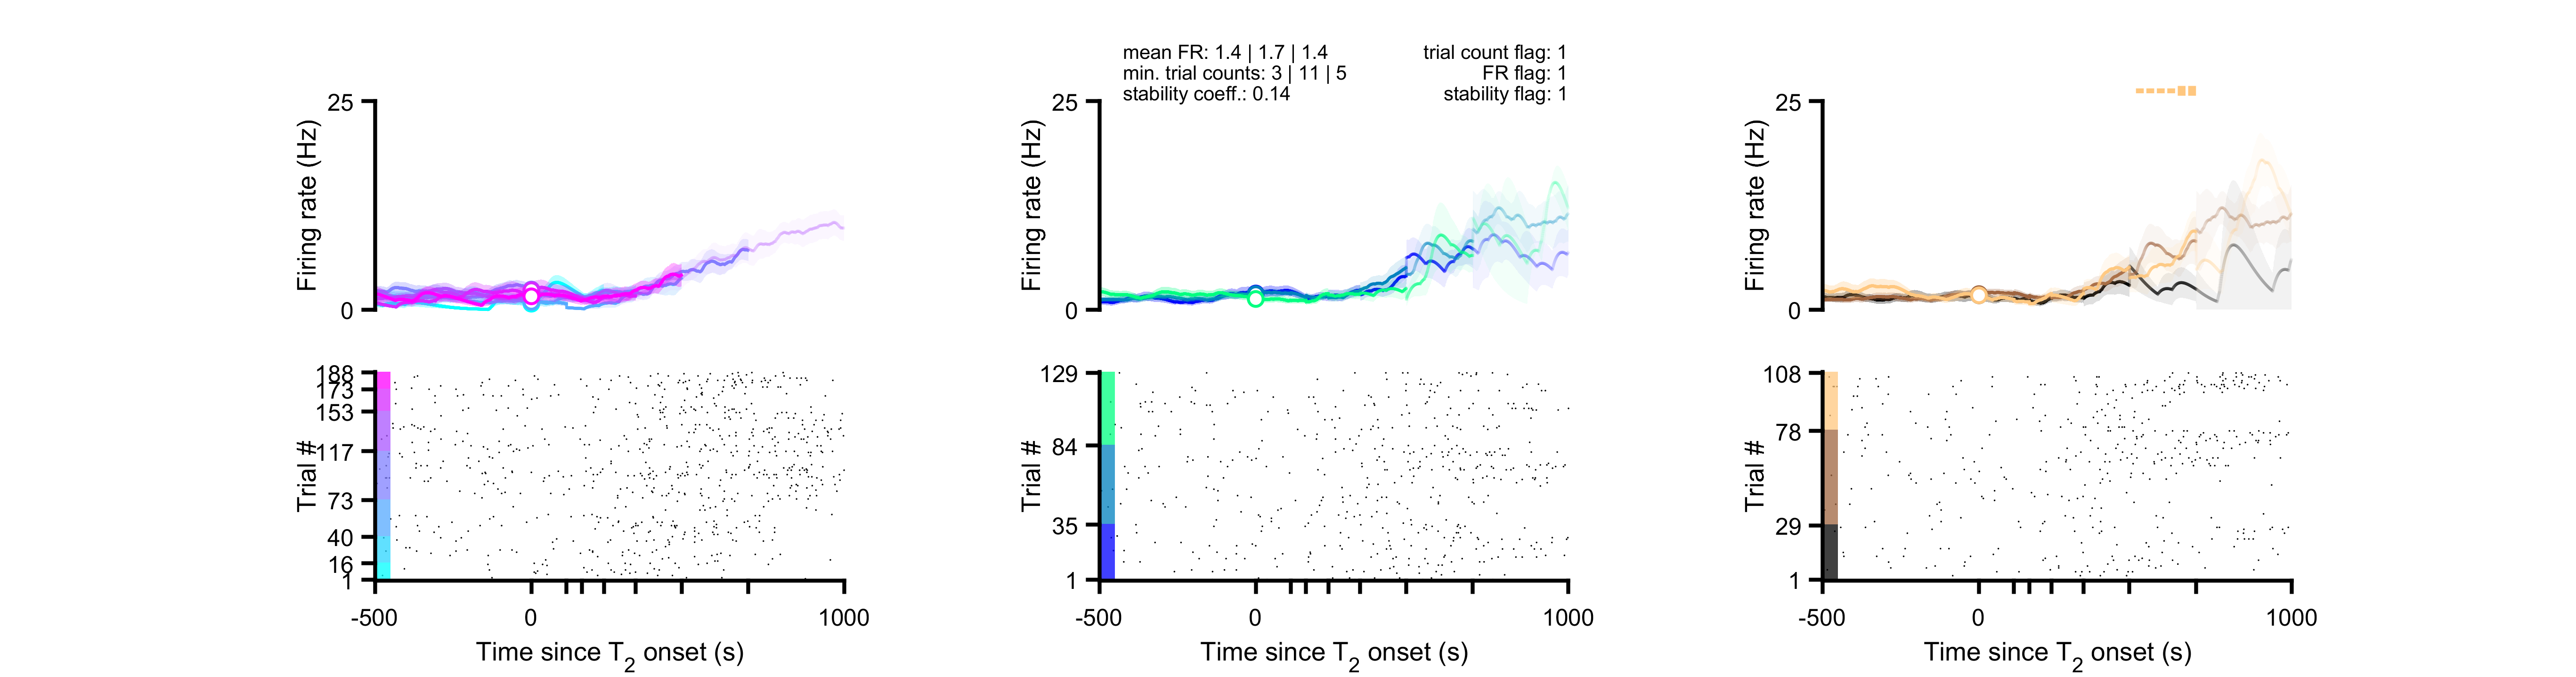 mean FR: 1.4 | 1.7 | 1.4
min. trial counts: 3 | 11 | 5
stability coeff.: 0.14
trial count flag: 1
FR flag: 1
stability flag: 1
25
0
Firing rate (Hz)
25
0
Firing rate (Hz)
25
0
Firing rate (Hz)
188
173
153
117
73
40
16
1
Trial #
-500
0
1000
Time since T2 onset (s)
129
84
35
1
Trial #
-500
0
1000
Time since T2 onset (s)
108
78
29
1
Trial #
-500
0
1000
Time since T2 onset (s)